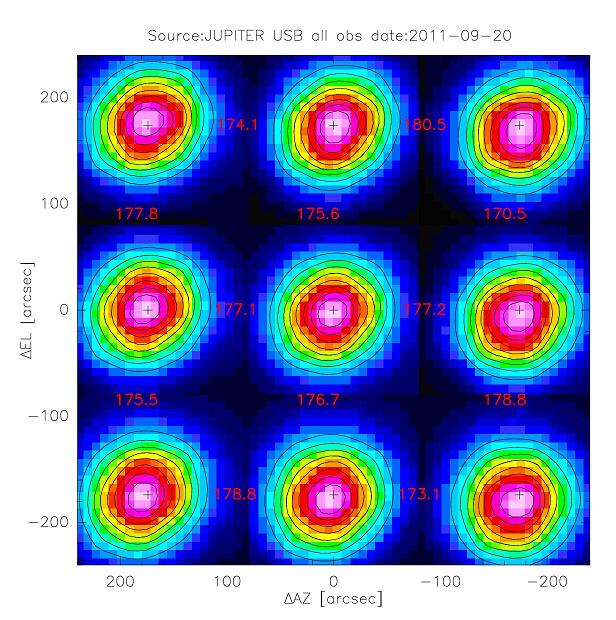 Source:JUPITER USB all obs date:2011-09-20
200
174.1 180.5
100
177.8 175.6 170.5
0
177.1 177.2
ΔEL [arcsec]
-100
175.5 176.7 178.8
-200
178.8 173.1
200 100 0 -100 -200
ΔAZ [arcsec]